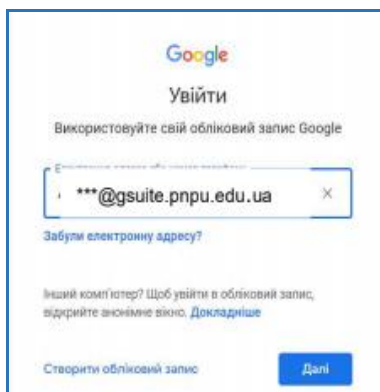 Google
Увійти
Використовуйте свій обліковий запис Google
***@gsuite.pnpu.edu.ua
Забули електронну адресу?
Інший комп'ютер? Щоб увійти в обліковий запис,
відкрийте анонімне вікно. Докладніше
Створити обліковий запис
Далі